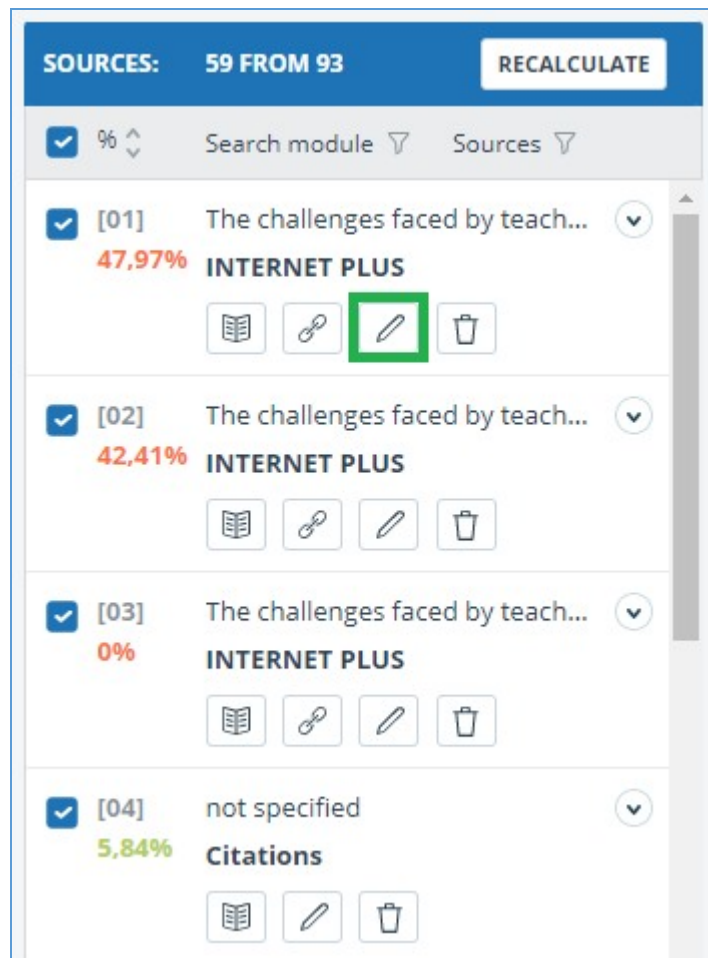 SOURCES: 59 FROM 93 RECALCULATE
% Search module Sources
[01] The challenges faced by teach...
47,97% INTERNET PLUS
[02] The challenges faced by teach...
42,41% INTERNET PLUS
[03] The challenges faced by teach...
0% INTERNET PLUS
[04] not specified
5,84% Citations